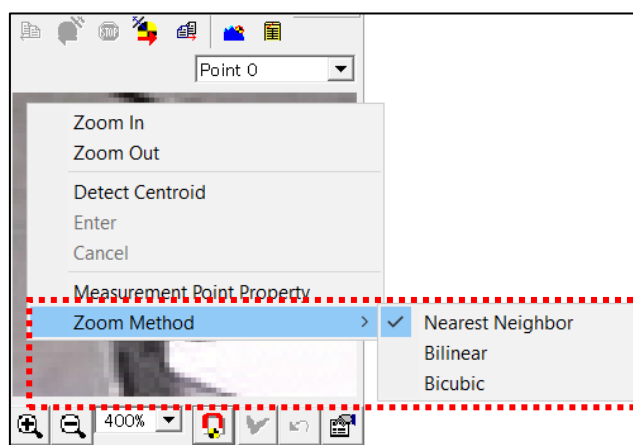 STOP
Point 0
Zoom In
Zoom Out
Detect Centroid
Enter
Cancel
Measurement Point Property
Zoom Method
Nearest Neighbor
Bilinear
Bicubic
400%